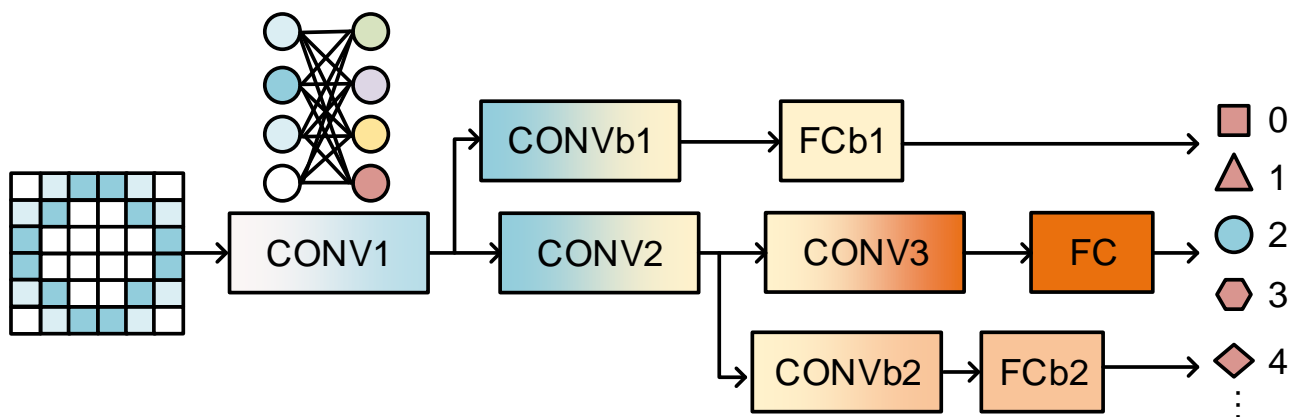 CONVb1
FCb1
CONV1
CONV2
CONV3
FC
CONVb2
FCb2
0
1
2
3
4
⋮